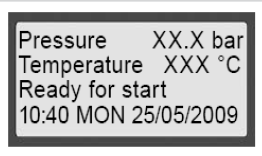 Pressure XX.X bar
Temperature XXX °C
Ready for start
10:40 MON 25/05/2009